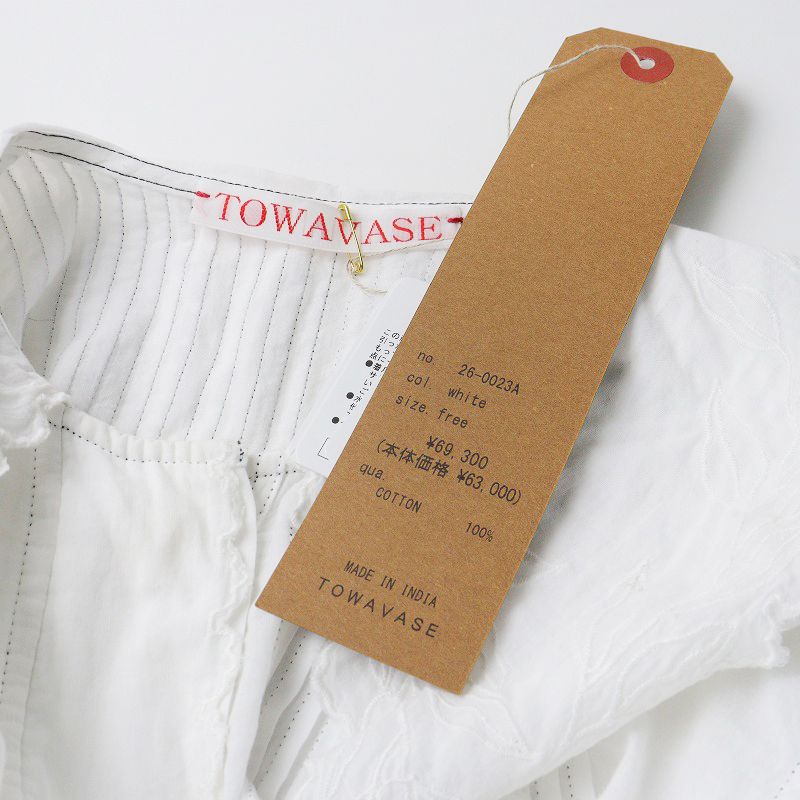 TOWAVASE
no. 26-0023A
col. white
size.free
¥69,300
(本体価格 ¥63,000)
qua.
COTTON 100%
MADE IN INDIA
TOWAVASE